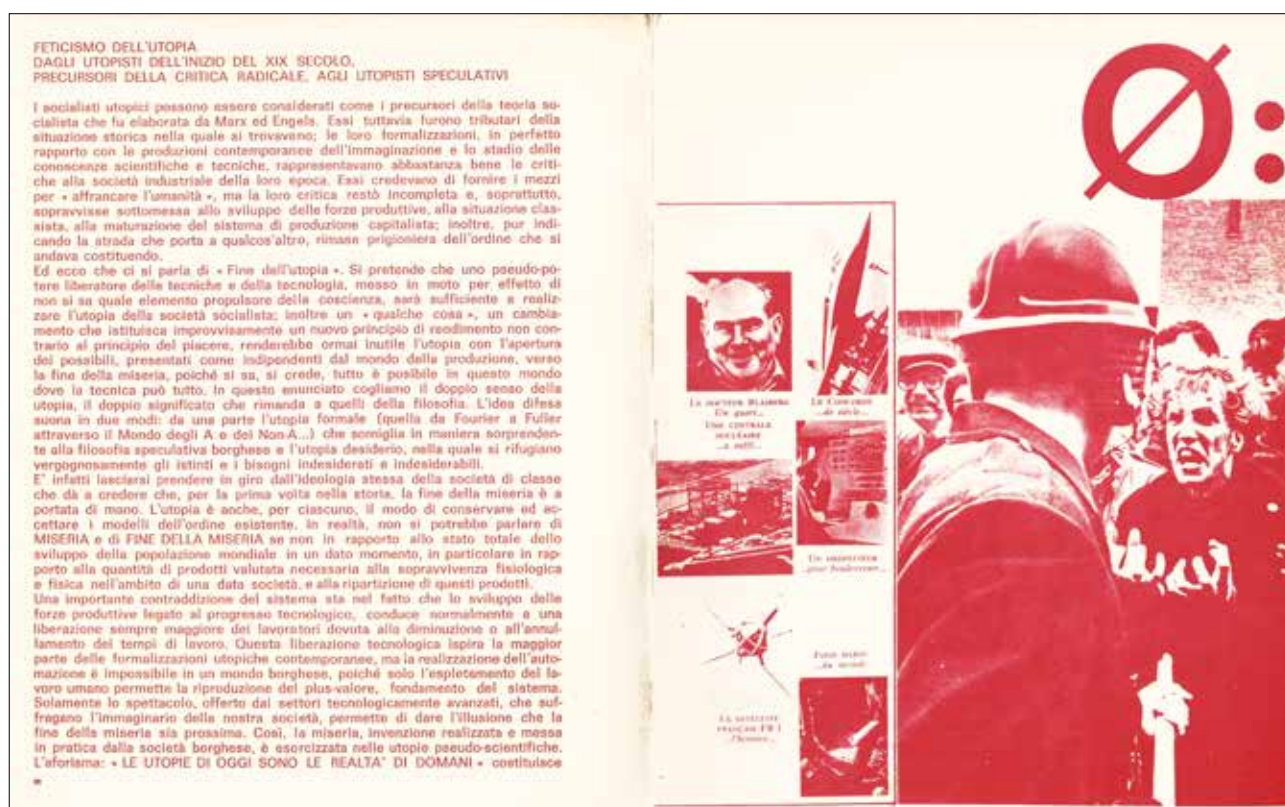 FETICISMO DELL'UTOPIA
DAGLI UTOPISTI DELL'INIZIO DEL XIX SECOLO,
PRECURSORI DELLA CRITICA RADICALE, AGLI UTOPISTI SPECULATIVI
I socialisti utopici possono essere considerati come i precursori della teoria so-
cialista che fu elaborata da Marx ed Engels. Essi tuttavia furono tributari della
situazione storica nella quale si trovavano; le loro formalizzazioni, in perfetto
rapporto con le produzioni contemporanee dell'immaginazione e lo stadio delle
conoscenze scientifiche e tecniche, rappresentavano abbastanza bene le criti-
che alla società industriale della loro epoca. Essi credevano di fornire i mezzi
per « affrancare l'umanità », ma la loro critica restò incompleta e, soprattutto,
sopravvisse sottomessa allo sviluppo delle forze produttive, alla situazione clas-
sista, alla maturazione del sistema di produzione capitalista; inoltre, pur indi-
cando la strada che porta a qualcos'altro, rimase prigioniera dell'ordine che si
andava costituendo.
Ed ecco che ci si parla di « Fine dell'utopia ». Si pretende che uno pseudo-po-
tere liberatore delle tecniche e della tecnologia, messo in moto per effetto di
non si sa quale elemento propulsore della coscienza, sarà sufficiente a realiz-
zare l'utopia della società socialista; inoltre un « qualche cosa », un cambia-
mento che istituisca improvvisamente un nuovo principio di rendimento non con-
trario al principio del piacere, renderebbe ormai inutile l'utopia con l'apertura
dei possibili, presentati come indipendenti dal mondo della produzione, verso
la fine della miseria, poiché si sa, si crede, tutto è posibile in questo mondo
dove la tecnica può tutto. In questo enunciato cogliamo il doppio senso della
utopia, il doppio significato che rimanda a quelli della filosofia. L'idea difesa
suona in due modi: da una parte l'utopia formale (quella da Fourier a Fuller
attraverso il Mondo degli A e dei Non-A...) che somiglia in maniera sorprenden-
te alla filosofia speculativa borghese e l'utopia desiderio, nella quale si rifugiano
vergognosamente gli istinti e i bisogni indesiderati e indesiderabili.
E' infatti lasciarsi prendere in giro dall'ideologia stessa della società di classe
che dà a credere che, per la prima volta nella storia, la fine della miseria è a
portata di mano. L'utopia è anche, per ciascuno, il modo di conservare ed ac-
cettare i modelli dell'ordine esistente. In realtà, non si potrebbe parlare di
MISERIA e di FINE DELLA MISERIA se non in rapporto allo stato totale dello
sviluppo della popolazione mondiale in un dato momento, in particolare in rap-
porto alla quantità di prodotti valutata necessaria alla sopravvivenza fisiologica
e fisica nell'ambito di una data società, e alla ripartizione di questi prodotti.
Una importante contraddizione del sistema sta nel fatto che lo sviluppo delle
forze produttive legato al progresso tecnologico, conduce normalmente a una
liberazione sempre maggiore dei lavoratori dovuta alla diminuzione o all'annul-
lamento dei tempi di lavoro. Questa liberazione tecnologica ispira la maggior
parte delle formalizzazioni utopiche contemporanee, ma la realizzazione dell'auto-
mazione è impossibile in un mondo borghese, poiché solo l'espletamento del la-
voro umano permette la riproduzione del plus-valore, fondamento del sistema.
Solamente lo spettacolo, offerto dai settori tecnologicamente avanzati, che suf-
fragano l'immaginario della nostra società, permette di dare l'illusione che la
fine della miseria sia prossima. Così, la miseria, invenzione realizzata e messa
in pratica dalla società borghese, è esorcizzata nelle utopie pseudo-scientifiche.
L'aforisma: « LE UTOPIE DI OGGI SONO LE REALTA' DI DOMANI » costituisce
Ø:
LE DOCTEUR BLAIBERG
Un quart...
LE CONCORDE
...de siècle...
UNE CENTRALE
NUCLÉAIRE
...a suffi...
UN ORDINATEUR
...pour bouleverser...
...du monde
LE SATELLITE
FRANÇAIS FR 1
...l'histoire...